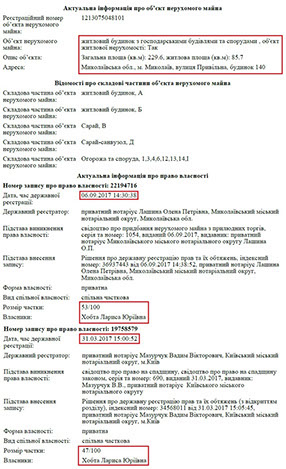 Актуальна інформація про об'єкт нерухомого майна
Реєстраційний номер 1213075048101
об'єкта нерухомого
майна:
Об'єкт нерухомого житловий будинок з господарськими будівлями та спорудами , об'єкт
майна: житлової нерухомості: Так
Опис об'єкта: Загальна площа (кв.м): 229.6, житлова площа (кв.м): 85.7
Адреса: Миколаївська обл., м. Миколаїв, вулиця Привільна, будинок 140
Відомості про складові частини об'єкта нерухомого майна
Складова частина об'єкта житловий будинок, А
нерухомого майна:
Складова частина об'єкта житловий будинок, Б
нерухомого майна:
Складова частина об'єкта Сарай, В
нерухомого майна:
Складова частина об'єкта Сарай-санвузол, Д
нерухомого майна:
Складова частина об'єкта Огорожа та споруда, 1,3,4,6,12,13,14,І
нерухомого майна:
Актуальна інформація про право власності
Номер запису про право власності: 22194716
Дата, час державної 06.09.2017 14:30:38
реєстрації:
Державний реєстратор: приватний нотаріус Лашина Олена Петрівна, Миколаївський міський
нотаріальний округ, Миколаївська обл.
Підстава виникнення свідоцтво про придбання нерухомого майна з прилюдних торгів,
права власності: серія та номер: 1054, виданий 06.09.2017, видавник: приватний
нотаріус Миколаївського міського нотаріального округу Лашина
О.П.
Підстава внесення Рішення про державну реєстрацію прав та їх обтяжень, індексний
запису: номер: 36937443 від 06.09.2017 14:38:52, приватний нотаріус Лашина
Олена Петрівна, Миколаївський міський нотаріальний округ,
Миколаївська обл.
Форма власності: приватна
Вид спільної власності: спільна часткова
Розмір частки: 53/100
Власники: Хобта Лариса Юріївна
Номер запису про право власності: 19758579
Дата, час державної 31.03.2017 15:00:52
реєстрації:
Державний реєстратор: приватний нотаріус Мазурчук Вадим Вікторович, Київський міський
нотаріальний округ, м.Київ
Підстава виникнення свідоцтво про право на спадщину, свідоцтво про право на спадщину за
права власності: законом, серія та номер: 690, виданий 31.03.2017, видавник:
Мазурчук В.В., приватний нотаріус Київського міського
нотаріального округу
Підстава внесення Рішення про державну реєстрацію прав та їх обтяжень (з відкриттям
запису: розділу), індексний номер: 34568011 від 31.03.2017 15:05:45,
приватний нотаріус Мазурчук Вадим Вікторович, Київський міський
нотаріальний округ, м.Київ
Форма власності: приватна
Вид спільної власності: спільна часткова
Розмір частки: 47/100
Власники: Хобта Лариса Юріївна